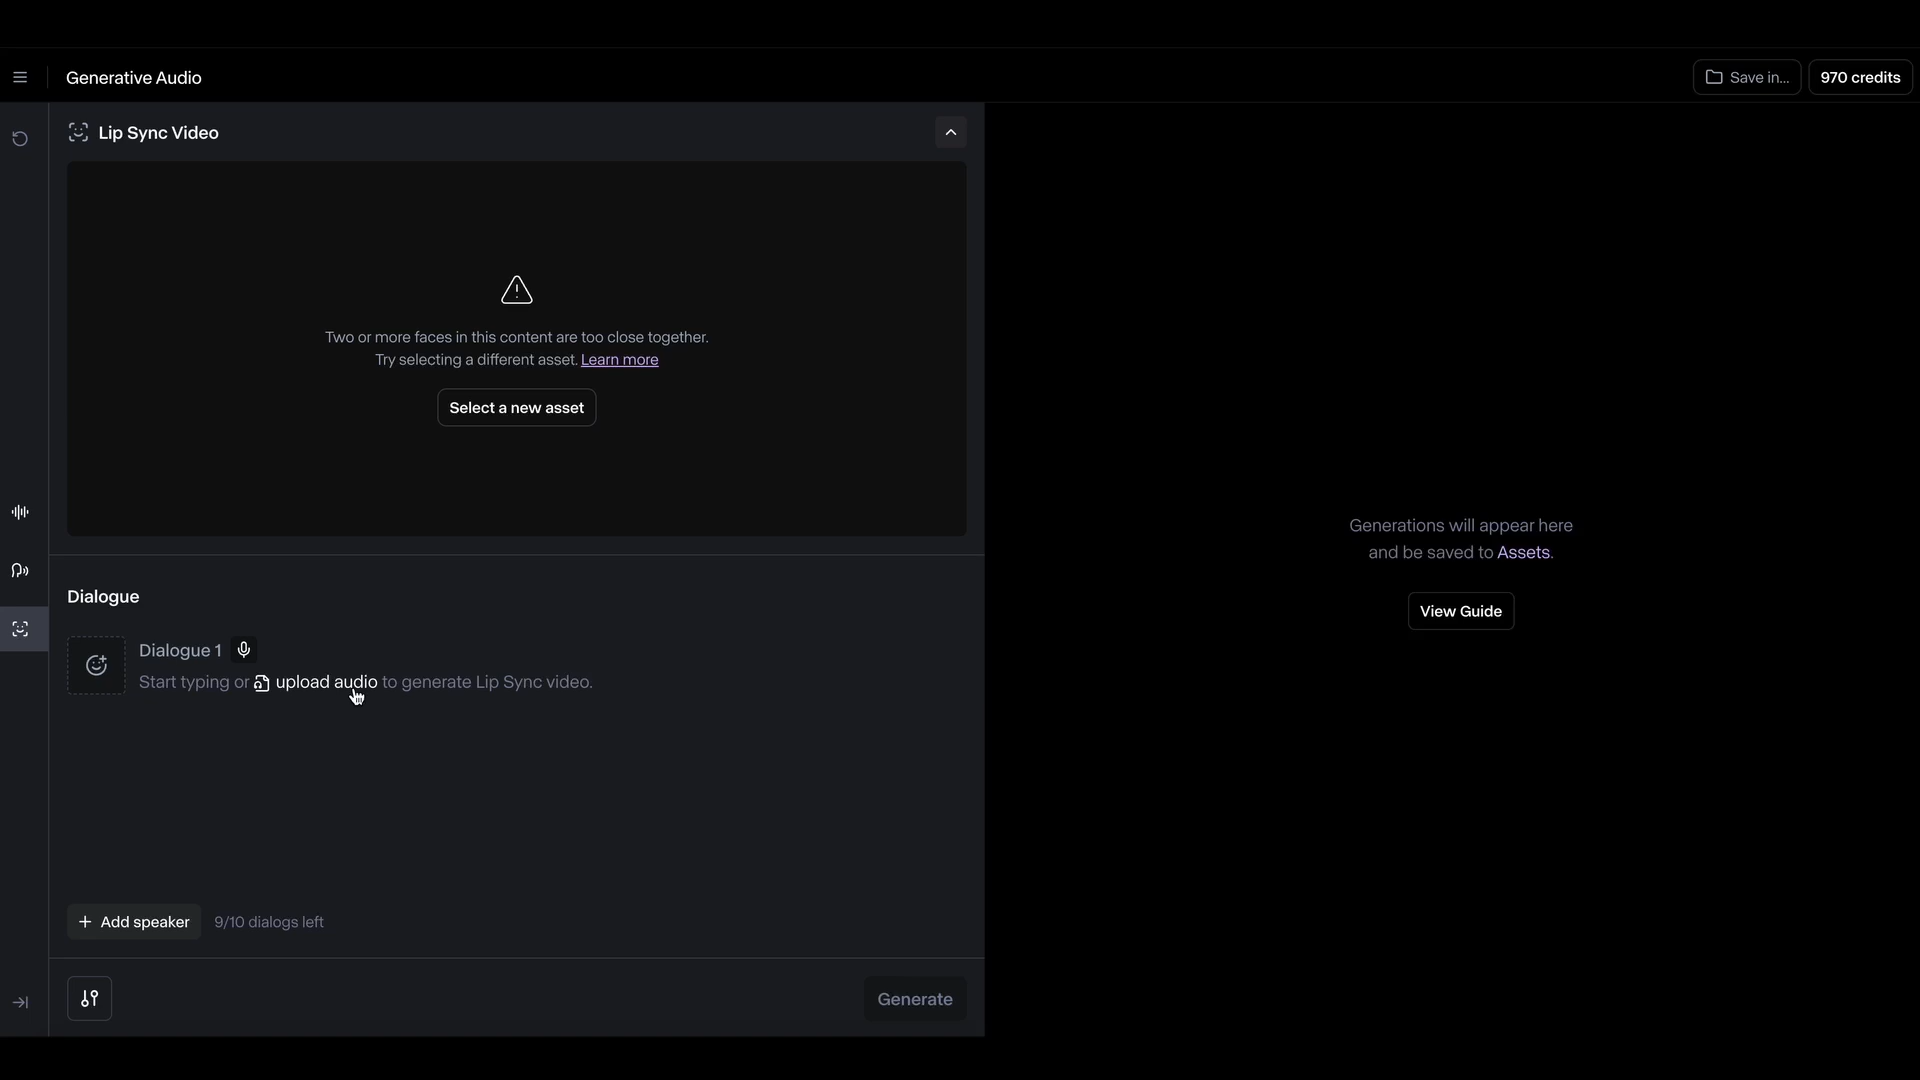 Generative Audio
Save in...
970 credits
Lip Sync Video
Two or more faces in this content are too close together.
Try selecting a different asset. Learn more
Select a new asset
Generations will appear here
and be saved to Assets.
View Guide
Dialogue
Dialogue 1
Start typing or upload audio to generate Lip Sync video.
Add speaker
9/10 dialogs left
Generate